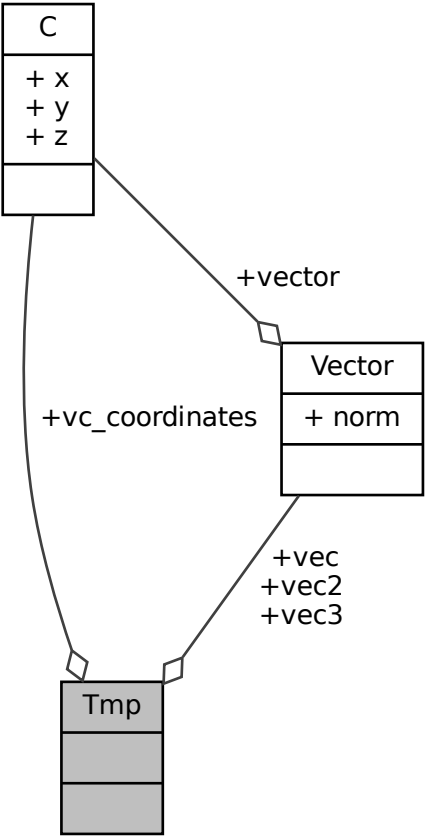 C
+ x
+ y
+ z
+vector
Vector
+ norm
+vc_coordinates
+vec
+vec2
+vec3
Tmp